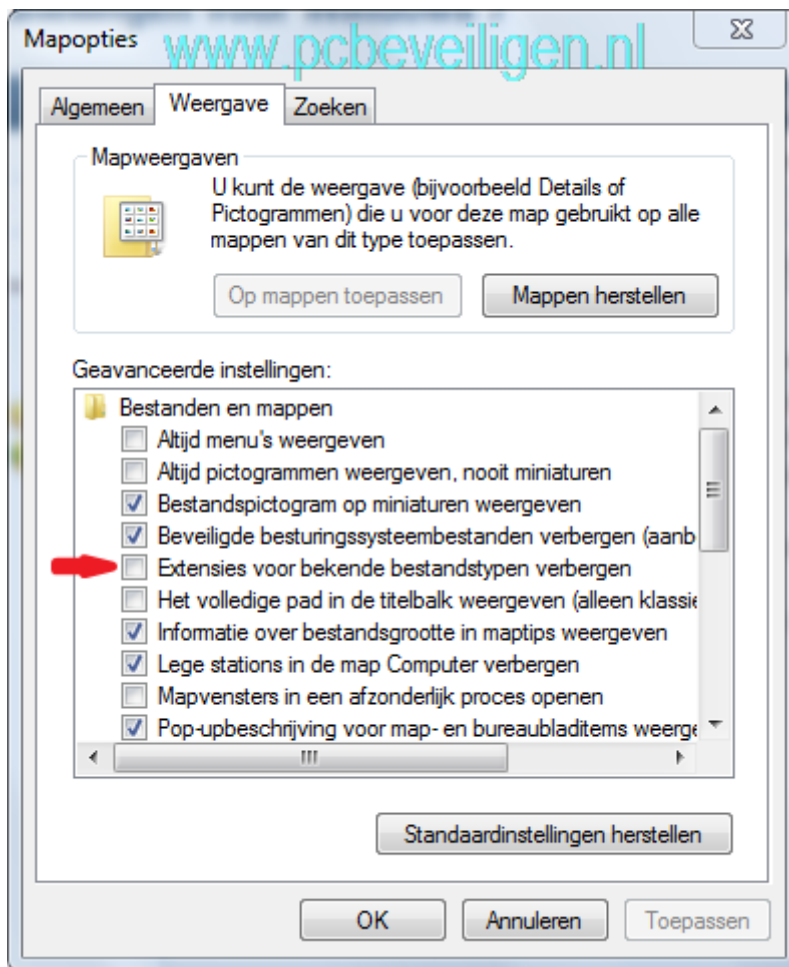 Mapopties
www.pcbeveiligen.nl
Algemeen Weergave Zoeken
Mapweergaven
U kunt de weergave (bijvoorbeeld Details of
Pictogrammen) die u voor deze map gebruikt op alle
mappen van dit type toepassen.
Op mappen toepassen Mappen herstellen
Geavanceerde instellingen:
Bestanden en mappen
Altijd menu's weergeven
Altijd pictogrammen weergeven, nooit miniaturen
Bestandspictogram op miniaturen weergeven
Beveiligde besturingssysteembestanden verbergen (aanb
Extensies voor bekende bestandstypen verbergen
Het volledige pad in de titelbalk weergeven (alleen klassie
Informatie over bestandsgrootte in maptips weergeven
Lege stations in de map Computer verbergen
Mapvensters in een afzonderlijk proces openen
Pop-upbeschrijving voor map- en bureaubladitems weerge
Standaardinstellingen herstellen
OK Annuleren Toepassen